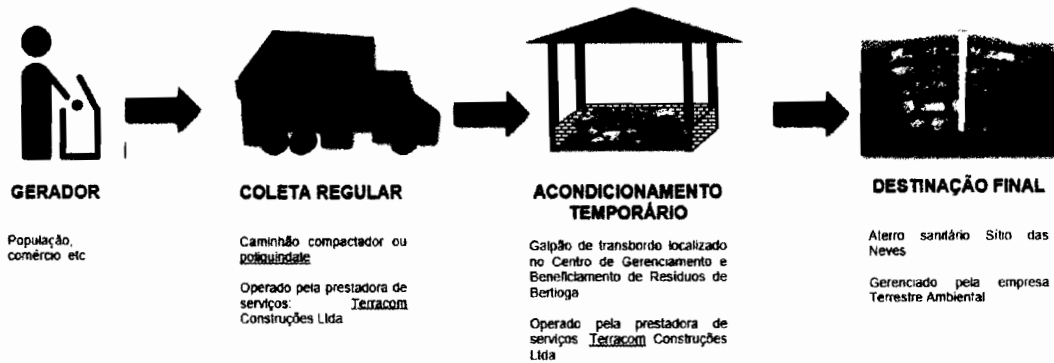 GERADOR
População,
comércio etc
COLETA REGULAR
Caminhão compactador ou
poliguindate
Operado pela prestadora de
serviços: Terracom
Construções Ltda
ACONDICIONAMENTO
TEMPORÁRIO
Galpão de transbordo localizado
no Centro de Gerenciamento e
Beneficiamento de Resíduos de
Bertioga
Operado pela prestadora de
serviços Terracom Construções
Ltda
DESTINAÇÃO FINAL
Aterro sanitário Sítio das
Neves
Gerenciado pela empresa
Terrestre Ambiental